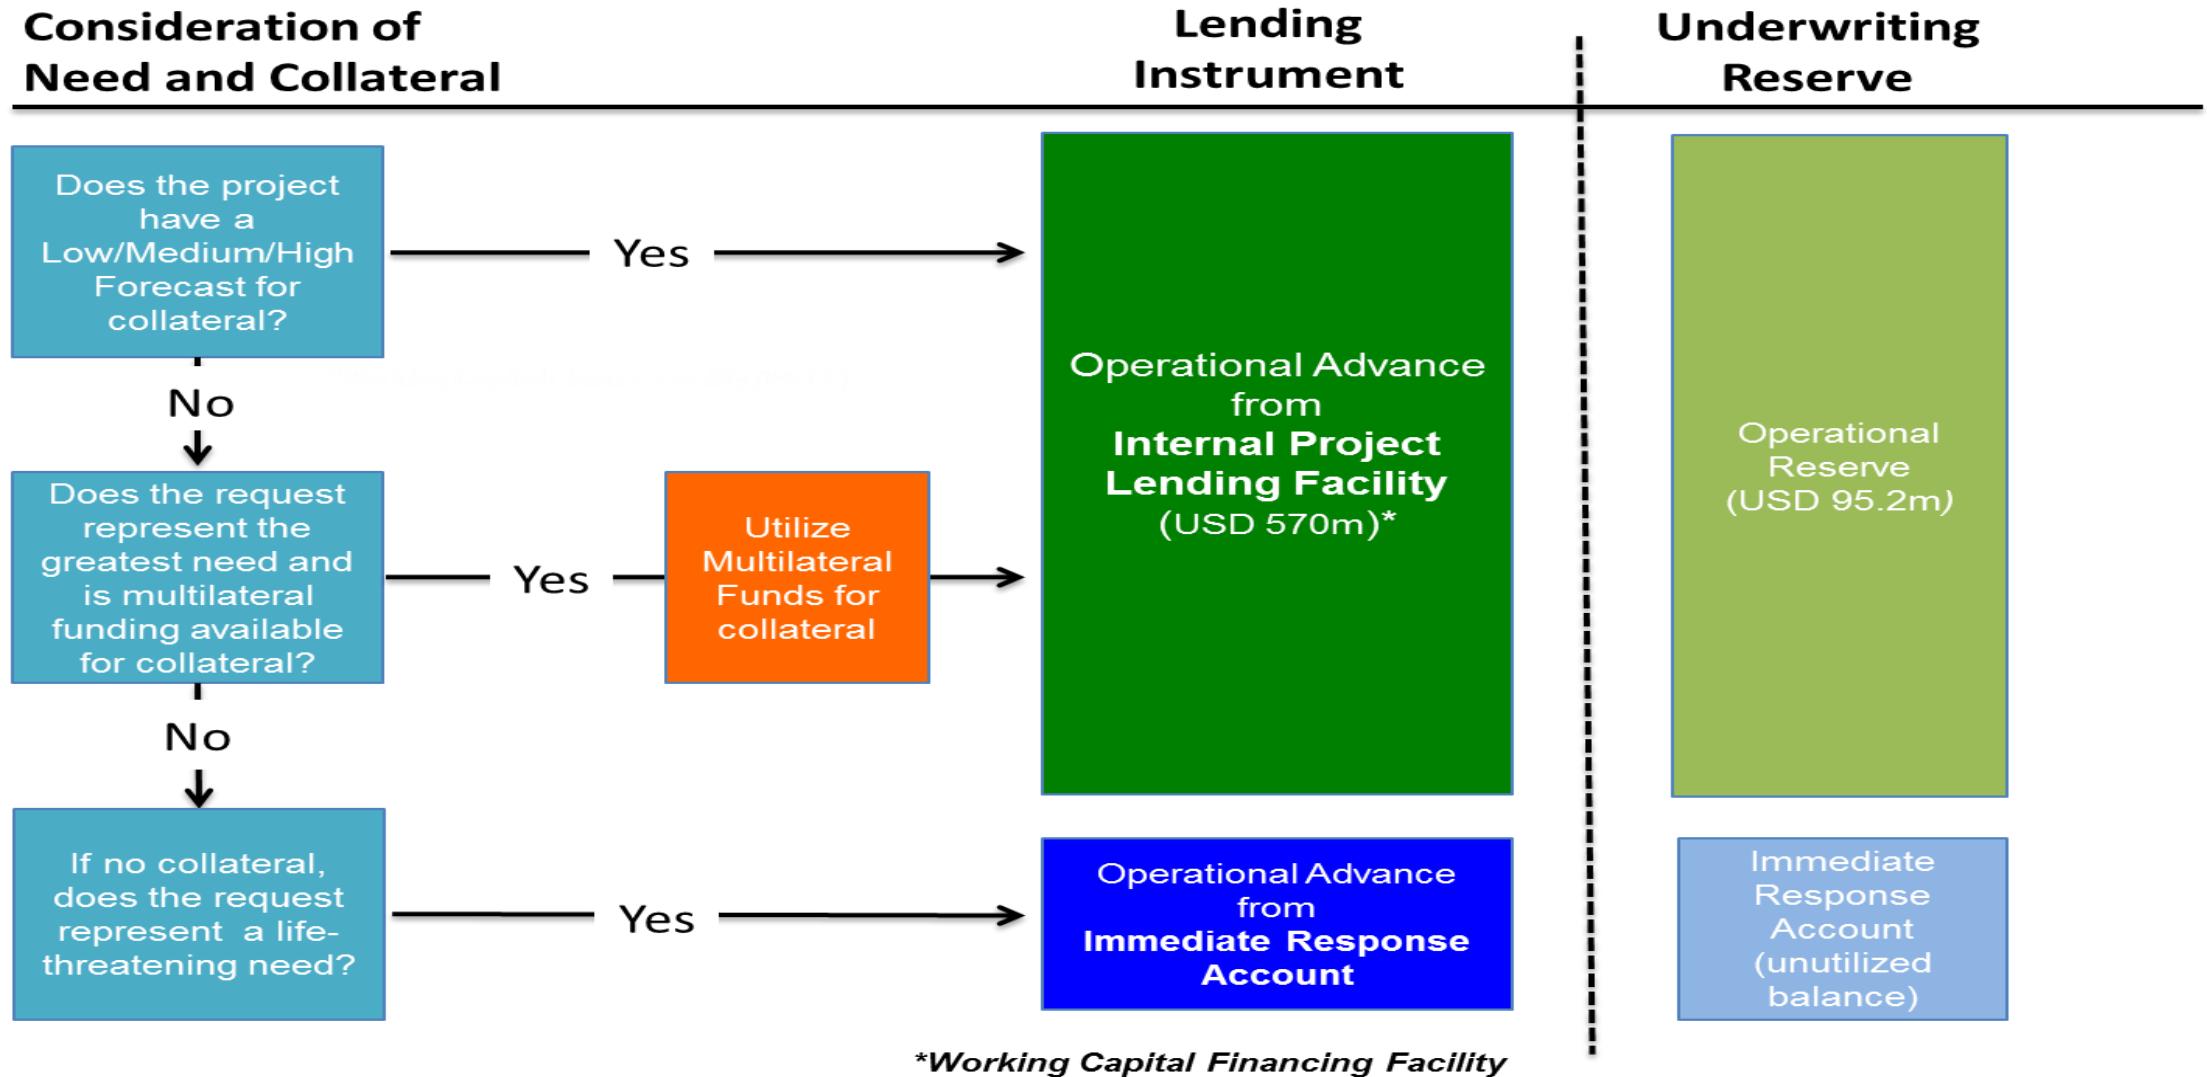 Consideration of
Need and Collateral
Lending
Instrument
Underwriting
Reserve
Does the project
have a
Low/Medium/High
Forecast for
collateral?
Yes
No
Operational Advance
from
Internal Project
Lending Facility
(USD 570m)*
Operational
Reserve
(USD 95.2m)
Does the request
represent the
greatest need and
is multilateral
funding available
for collateral?
Yes
Utilize
Multilateral
Funds for
collateral
No
If no collateral,
does the request
represent a life-
threatening need?
Yes
Operational Advance
from
Immediate Response
Account
Immediate
Response
Account
(unutilized
balance)
*Working Capital Financing Facility